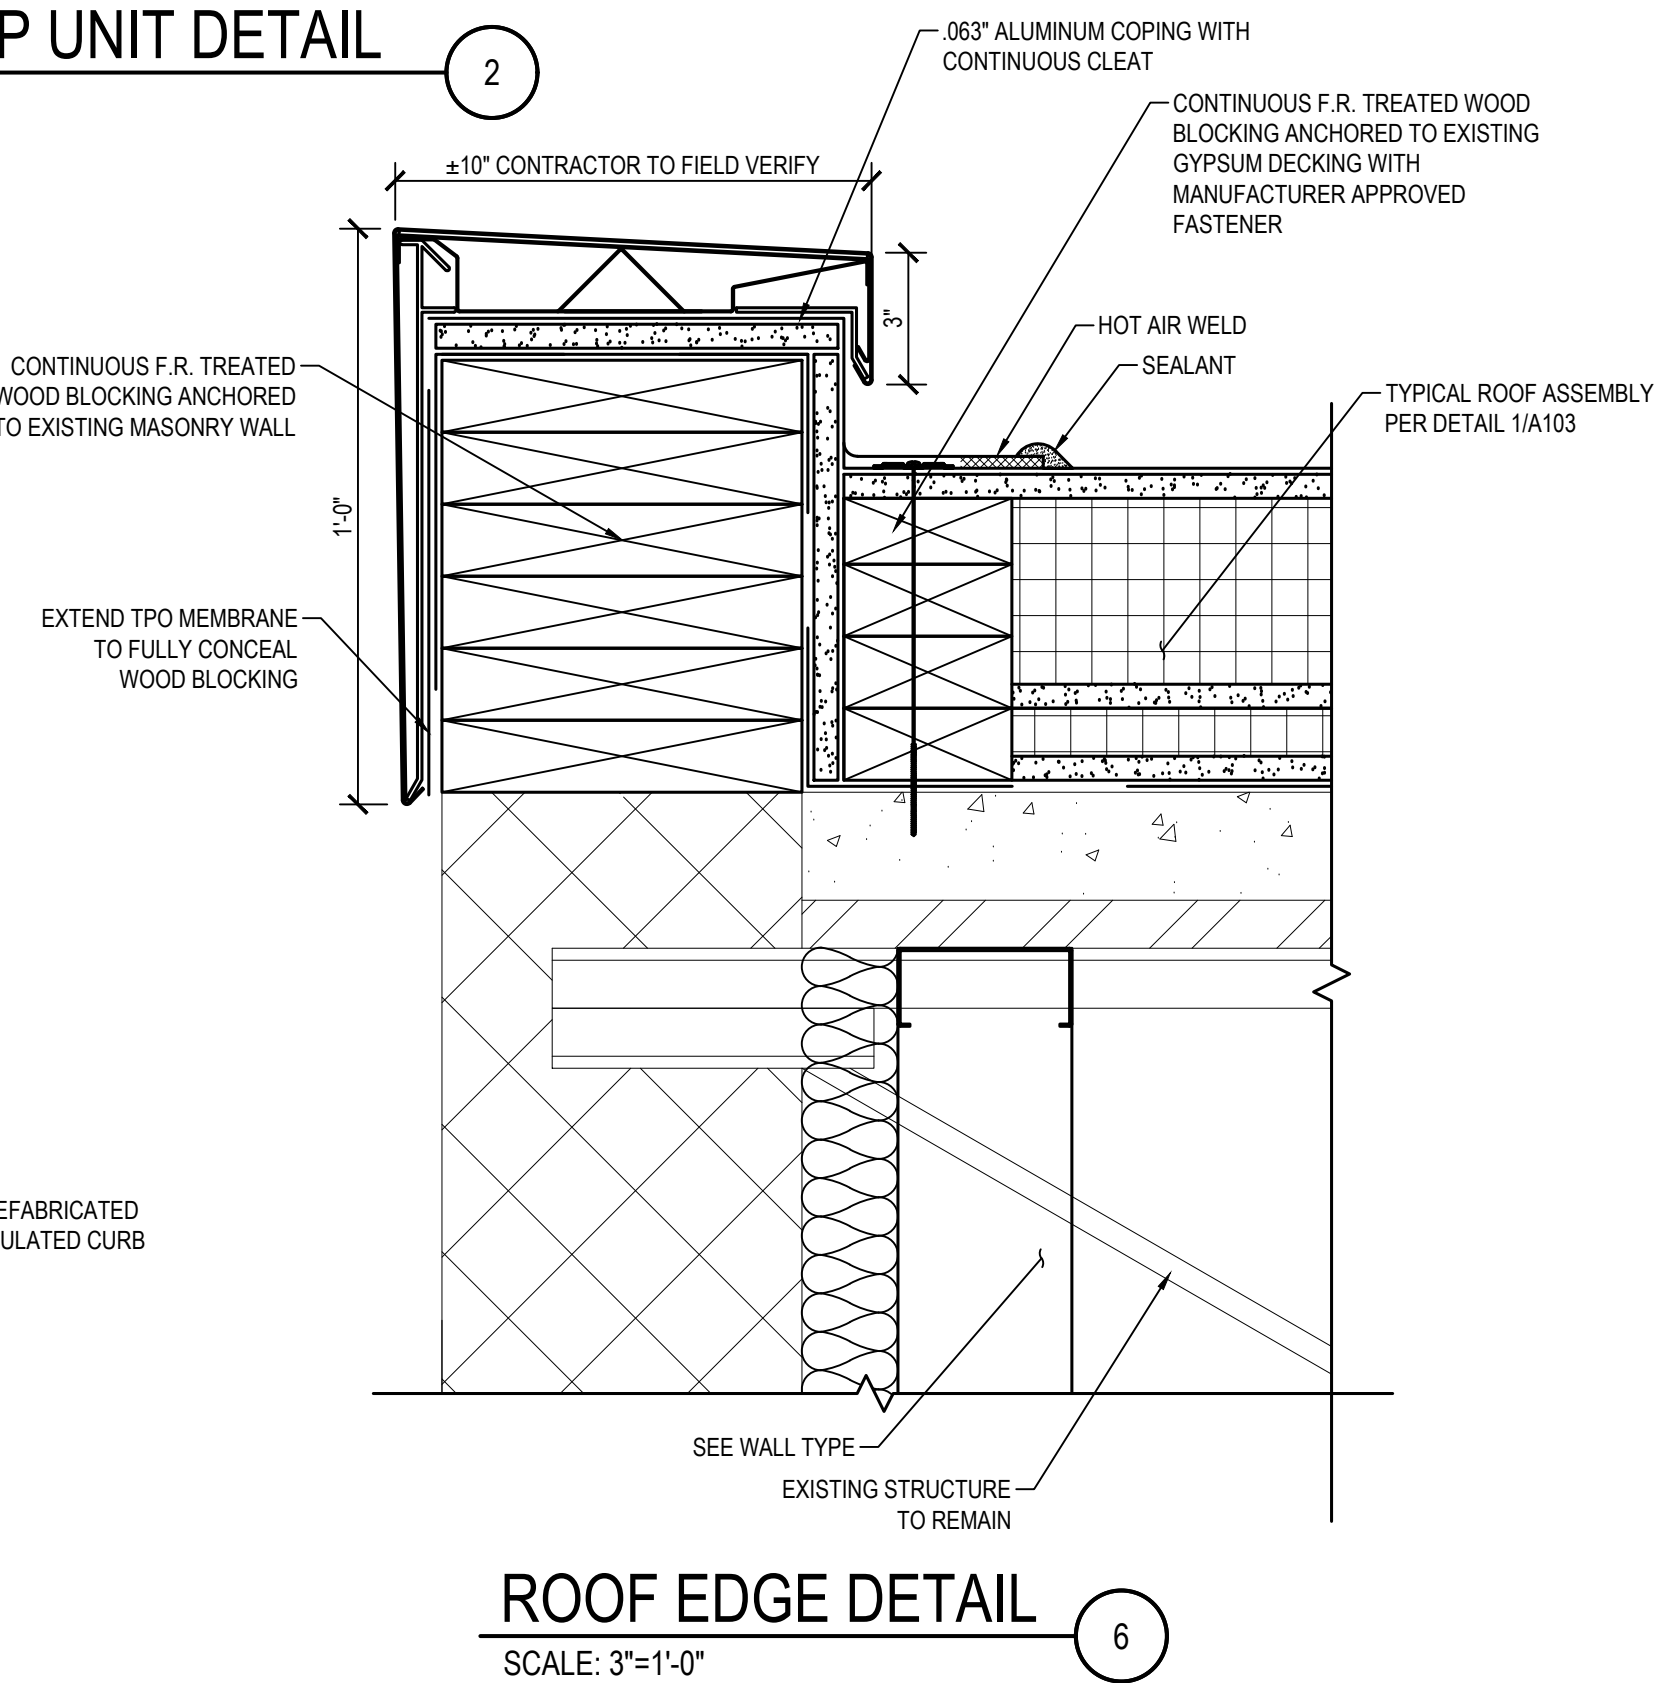 P UNIT DETAIL
2
.063" ALUMINUM COPING WITH
CONTINUOUS CLEAT
CONTINUOUS F.R. TREATED WOOD
BLOCKING ANCHORED TO EXISTING
GYPSUM DECKING WITH
MANUFACTURER APPROVED
FASTENER
±10" CONTRACTOR TO FIELD VERIFY
3"
HOT AIR WELD
SEALANT
CONTINUOUS F.R. TREATED
WOOD BLOCKING ANCHORED
TO EXISTING MASONRY WALL
TYPICAL ROOF ASSEMBLY
PER DETAIL 1/A103
1'-0"
EXTEND TPO MEMBRANE
TO FULLY CONCEAL
WOOD BLOCKING
EFABRICATED
ULATED CURB
SEE WALL TYPE
EXISTING STRUCTURE
TO REMAIN
ROOF EDGE DETAIL
6
SCALE: 3"=1'-0"